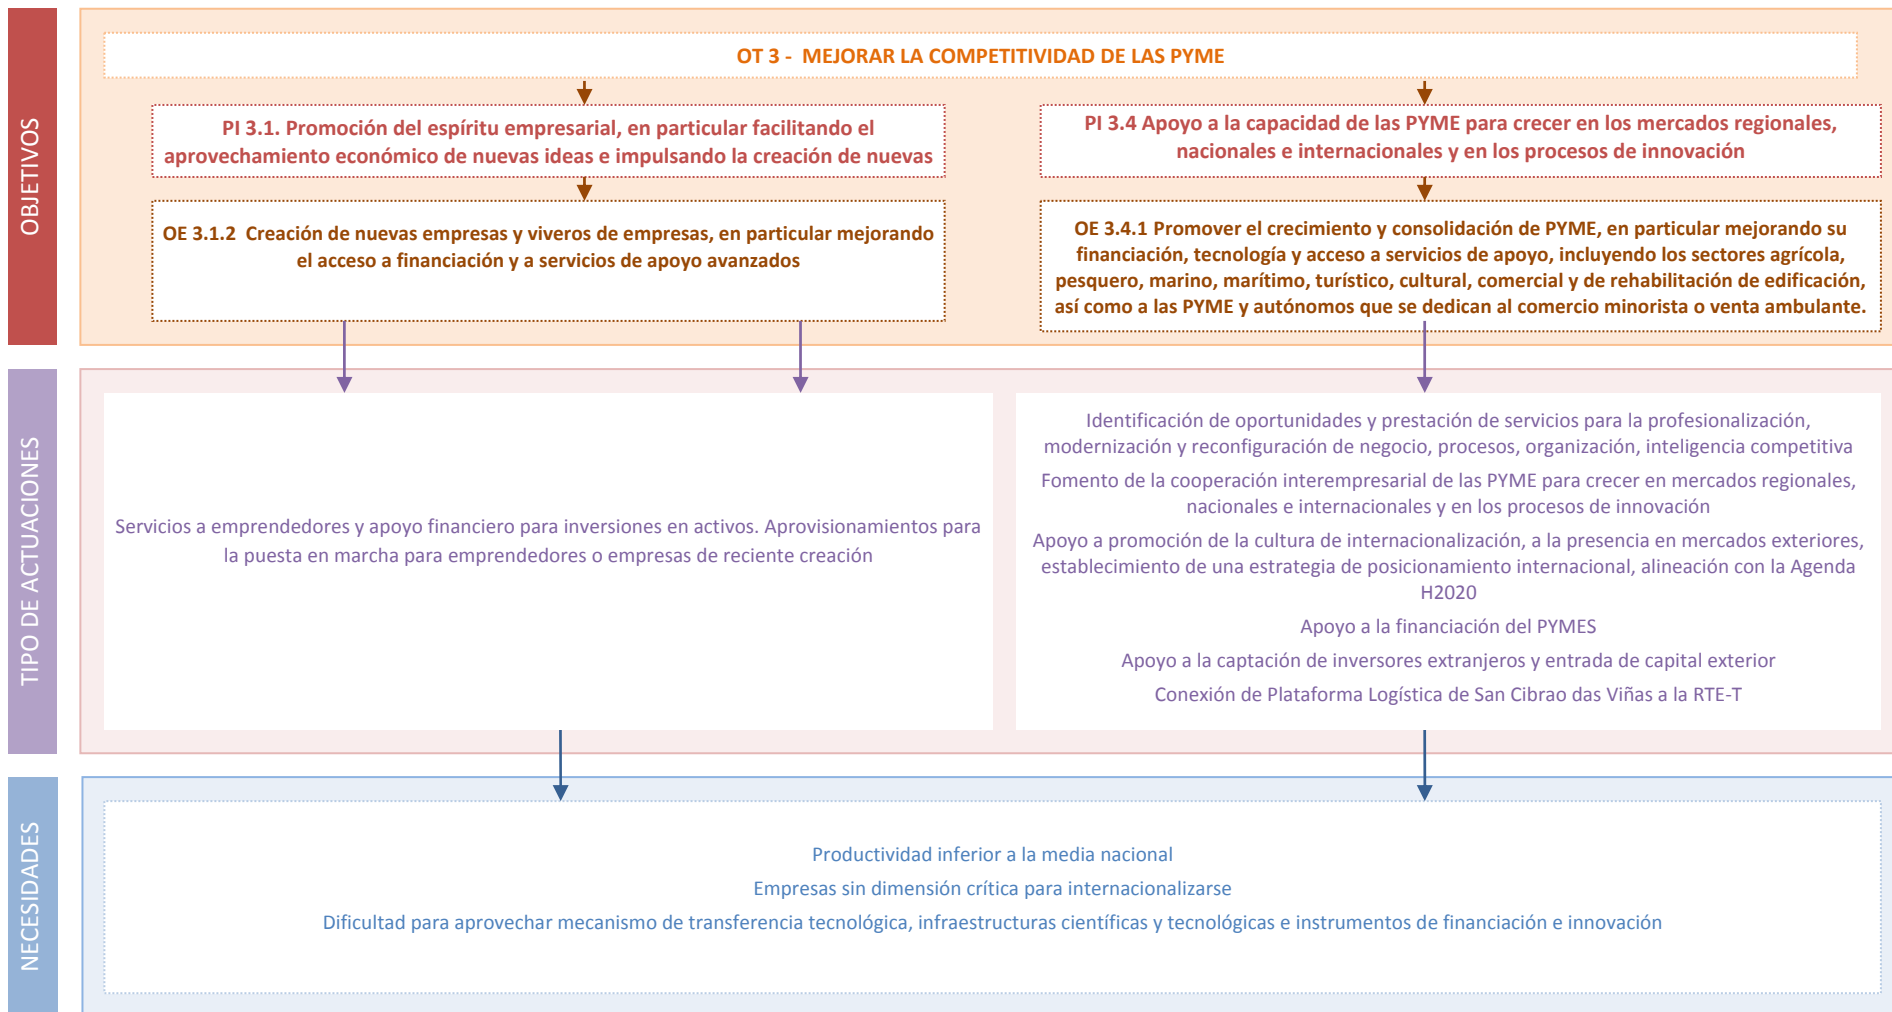 OBJETIVOS
OT 3 - MEJORAR LA COMPETITIVIDAD DE LAS PYME
PI 3.1. Promoción del espíritu empresarial, en particular facilitando el
aprovechamiento económico de nuevas ideas e impulsando la creación de nuevas
PI 3.4 Apoyo a la capacidad de las PYME para crecer en los mercados regionales,
nacionales e internacionales y en los procesos de innovación
OE 3.1.2 Creación de nuevas empresas y viveros de empresas, en particular mejorando
el acceso a financiación y a servicios de apoyo avanzados
OE 3.4.1 Promover el crecimiento y consolidación de PYME, en particular mejorando su
financiación, tecnología y acceso a servicios de apoyo, incluyendo los sectores agrícola,
pesquero, marino, marítimo, turístico, cultural, comercial y de rehabilitación de edificación,
así como a las PYME y autónomos que se dedican al comercio minorista o venta ambulante.
TIPO DE ACTUACIONES
Servicios a emprendedores y apoyo financiero para inversiones en activos. Aprovisionamientos para
la puesta en marcha para emprendedores o empresas de reciente creación
Identificación de oportunidades y prestación de servicios para la profesionalización,
modernización y reconfiguración de negocio, procesos, organización, inteligencia competitiva
Fomento de la cooperación interempresarial de las PYME para crecer en mercados regionales,
nacionales e internacionales y en los procesos de innovación
Apoyo a promoción de la cultura de internacionalización, a la presencia en mercados exteriores,
establecimiento de una estrategia de posicionamiento internacional, alineación con la Agenda
H2020
Apoyo a la financiación del PYMES
Apoyo a la captación de inversores extranjeros y entrada de capital exterior
Conexión de Plataforma Logística de San Cibrao das Viñas a la RTE-T
NECESIDADES
Productividad inferior a la media nacional
Empresas sin dimensión crítica para internacionalizarse
Dificultad para aprovechar mecanismo de transferencia tecnológica, infraestructuras científicas y tecnológicas e instrumentos de financiación e innovación